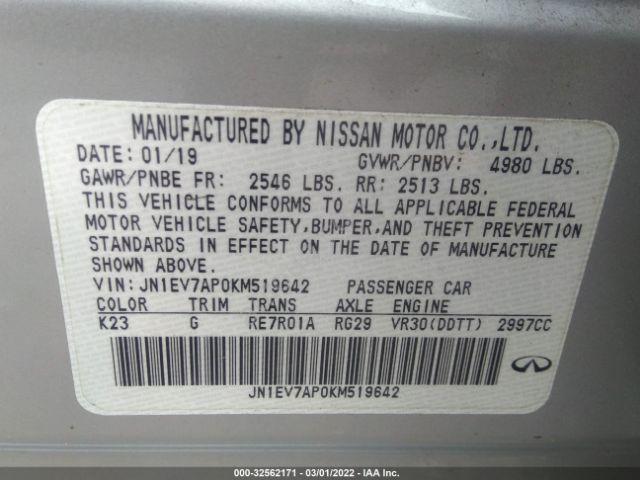 MANUFACTURED BY NISSAN MOTOR CO.,LTD.
DATE: 01/19 GVWR/PNBV: 4980 LBS.
GAWR/PNBE FR: 2546 LBS. RR: 2513 LBS.
THIS VEHICLE CONFORMS TO ALL APPLICABLE FEDERAL
MOTOR VEHICLE SAFETY,BUMPER,AND THEFT PREVENTION
STANDARDS IN EFFECT ON THE DATE OF MANUFACTURE
SHOWN ABOVE.
VIN: JN1EV7AP0KM519642 PASSENGER CAR
COLOR TRIM TRANS AXLE ENGINE
K23 G RE7R01A RG29 VR30(DDTT) 2997CC
JN1EV7AP0KM519642
INFINITI
000-32562171 - 03/01/2022 - IAA Inc.